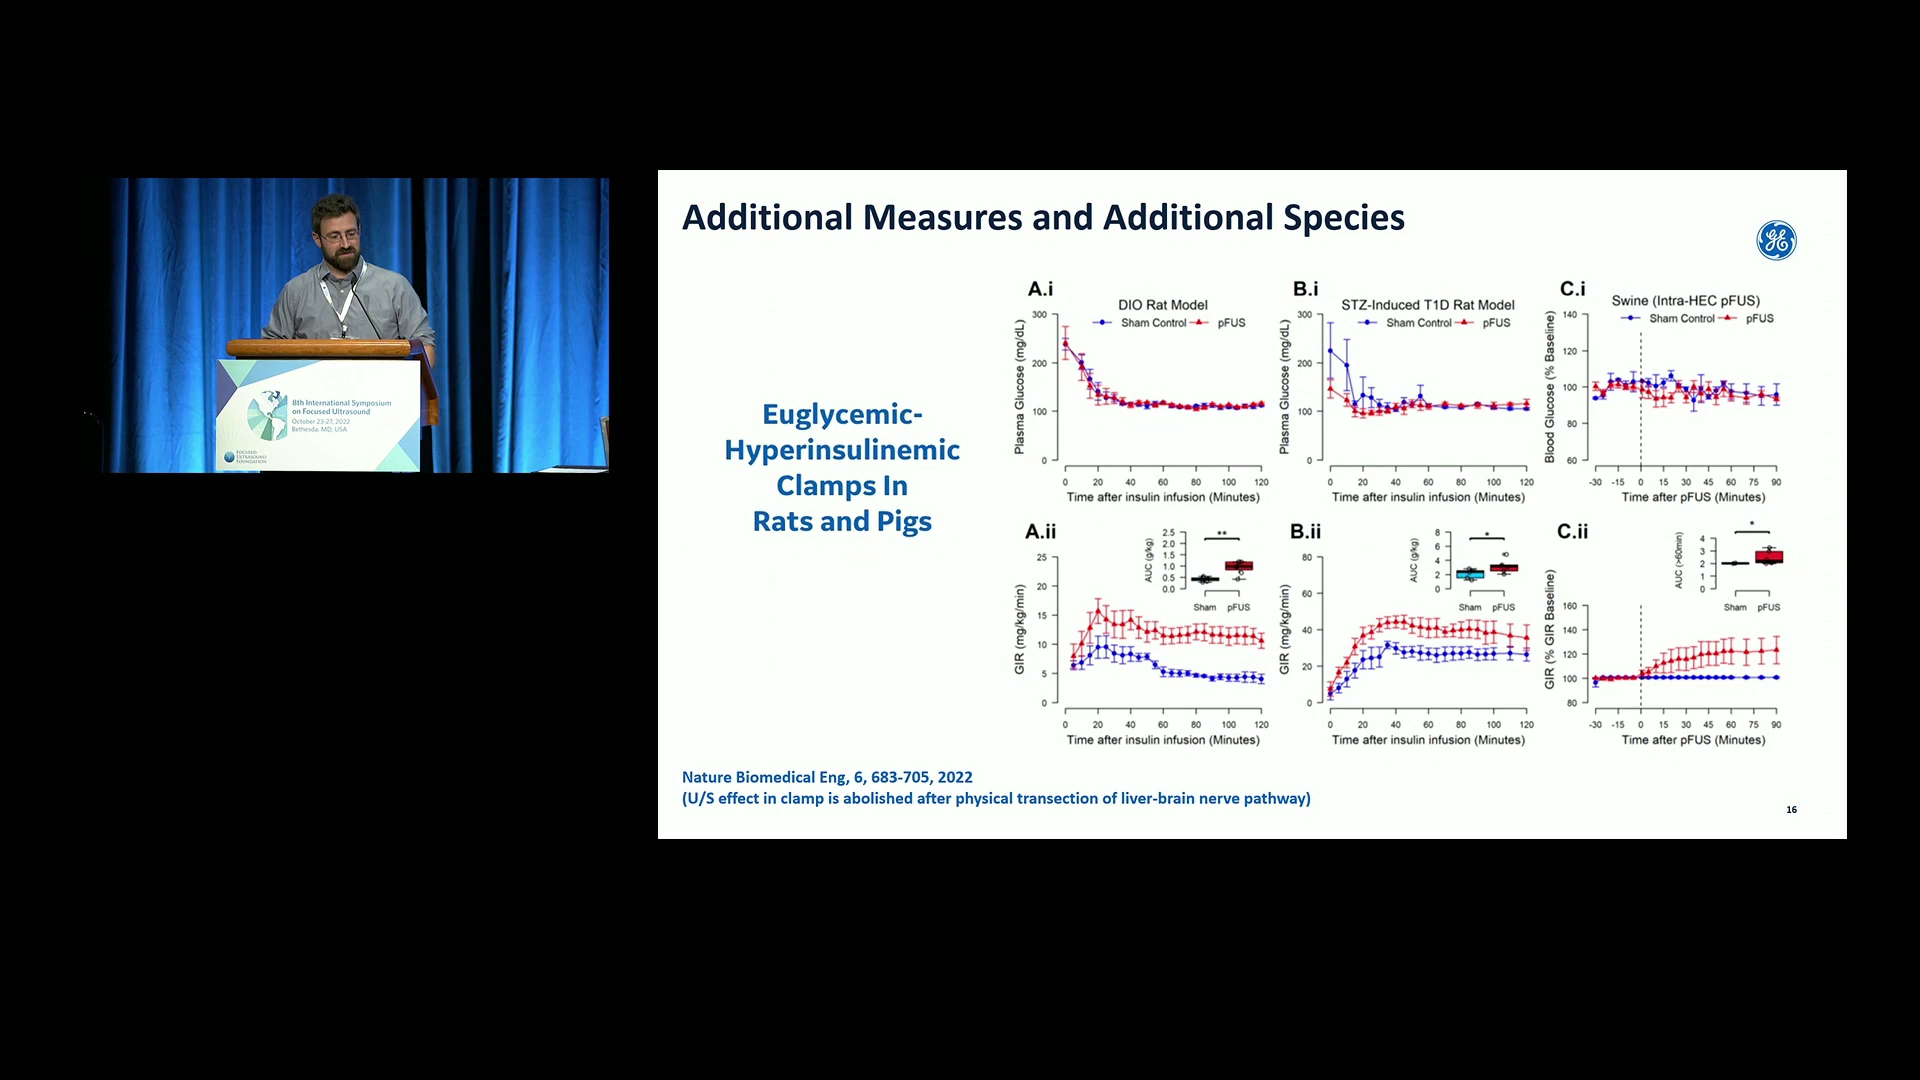 8th International Symposium
on Focused Ultrasound
October 23-27, 2022
Bethesda, MD, USA
FOCUSED
ULTRASOUND
FOUNDATION
Additional Measures and Additional Species
GE
Euglycemic-
Hyperinsulinemic
Clamps In
Rats and Pigs
A.i
DIO Rat Model
Sham Control pFUS
Plasma Glucose (mg/dL)
300
200
100
0
0 20 40 60 80 100 120
Time after insulin infusion (Minutes)
B.i
STZ-Induced T1D Rat Model
Sham Control pFUS
Plasma Glucose (mg/dL)
300
200
100
0
0 20 40 60 80 100 120
Time after insulin infusion (Minutes)
C.i
Swine (Intra-HEC pFUS)
Sham Control pFUS
Blood Glucose (% Baseline)
140
120
100
80
60
-30 -15 0 15 30 45 60 75 90
Time after pFUS (Minutes)
A.ii
GIR (mg/kg/min)
25
20
15
10
5
0
0 20 40 60 80 100 120
Time after insulin infusion (Minutes)
AUC (g/kg)
2.5
2.0
1.5
1.0
0.5
0.0
**
Sham pFUS
B.ii
GIR (mg/kg/min)
80
60
40
20
0
0 20 40 60 80 100 120
Time after insulin infusion (Minutes)
AUC (g/kg)
8
6
4
2
0
*
Sham pFUS
C.ii
GIR (% GIR Baseline)
160
140
120
100
80
-30 -15 0 15 30 45 60 75 90
Time after pFUS (Minutes)
AUC (>60min)
4
3
2
1
0
*
Sham pFUS
Nature Biomedical Eng, 6, 683-705, 2022
(U/S effect in clamp is abolished after physical transection of liver-brain nerve pathway)
16